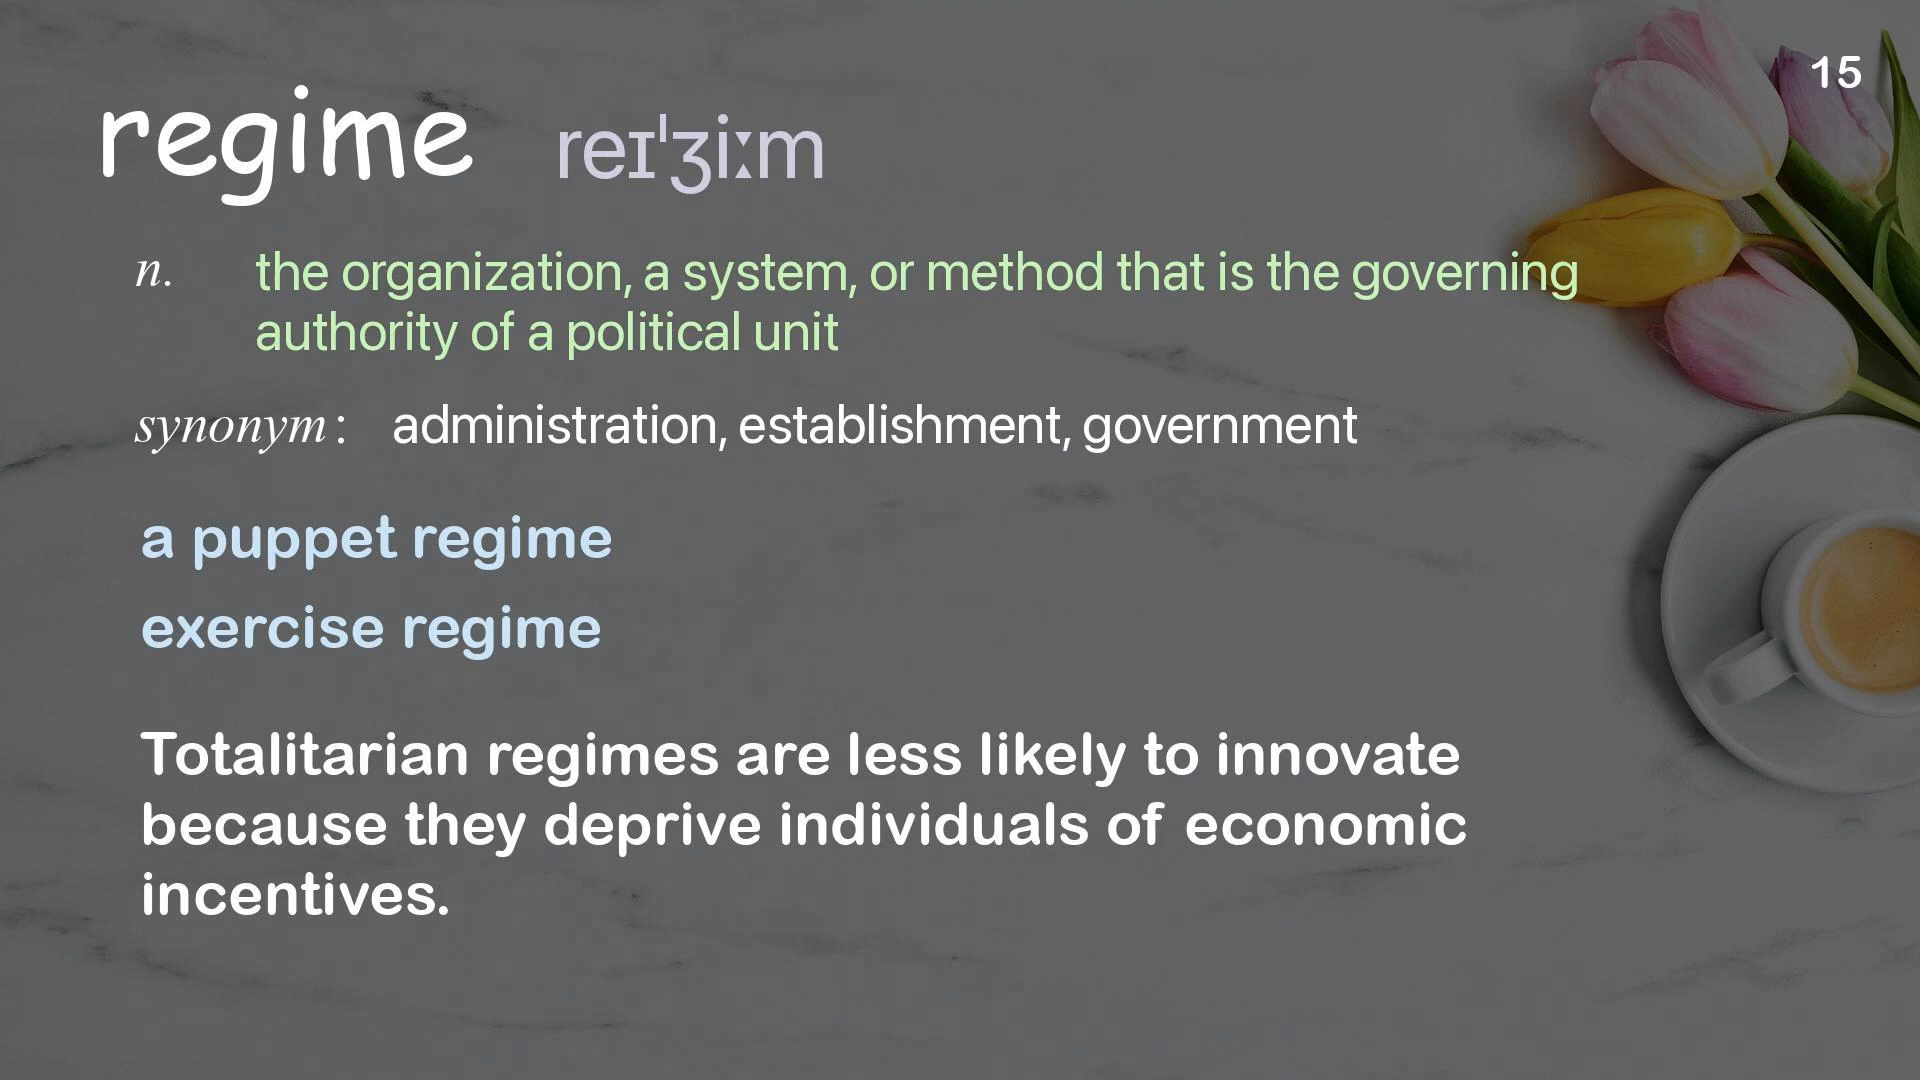 15
regime reɪˈʒiːm
n. the organization, a system, or method that is the governing
authority of a political unit
synonym: administration, establishment, government
a puppet regime
exercise regime
Totalitarian regimes are less likely to innovate
because they deprive individuals of economic
incentives.